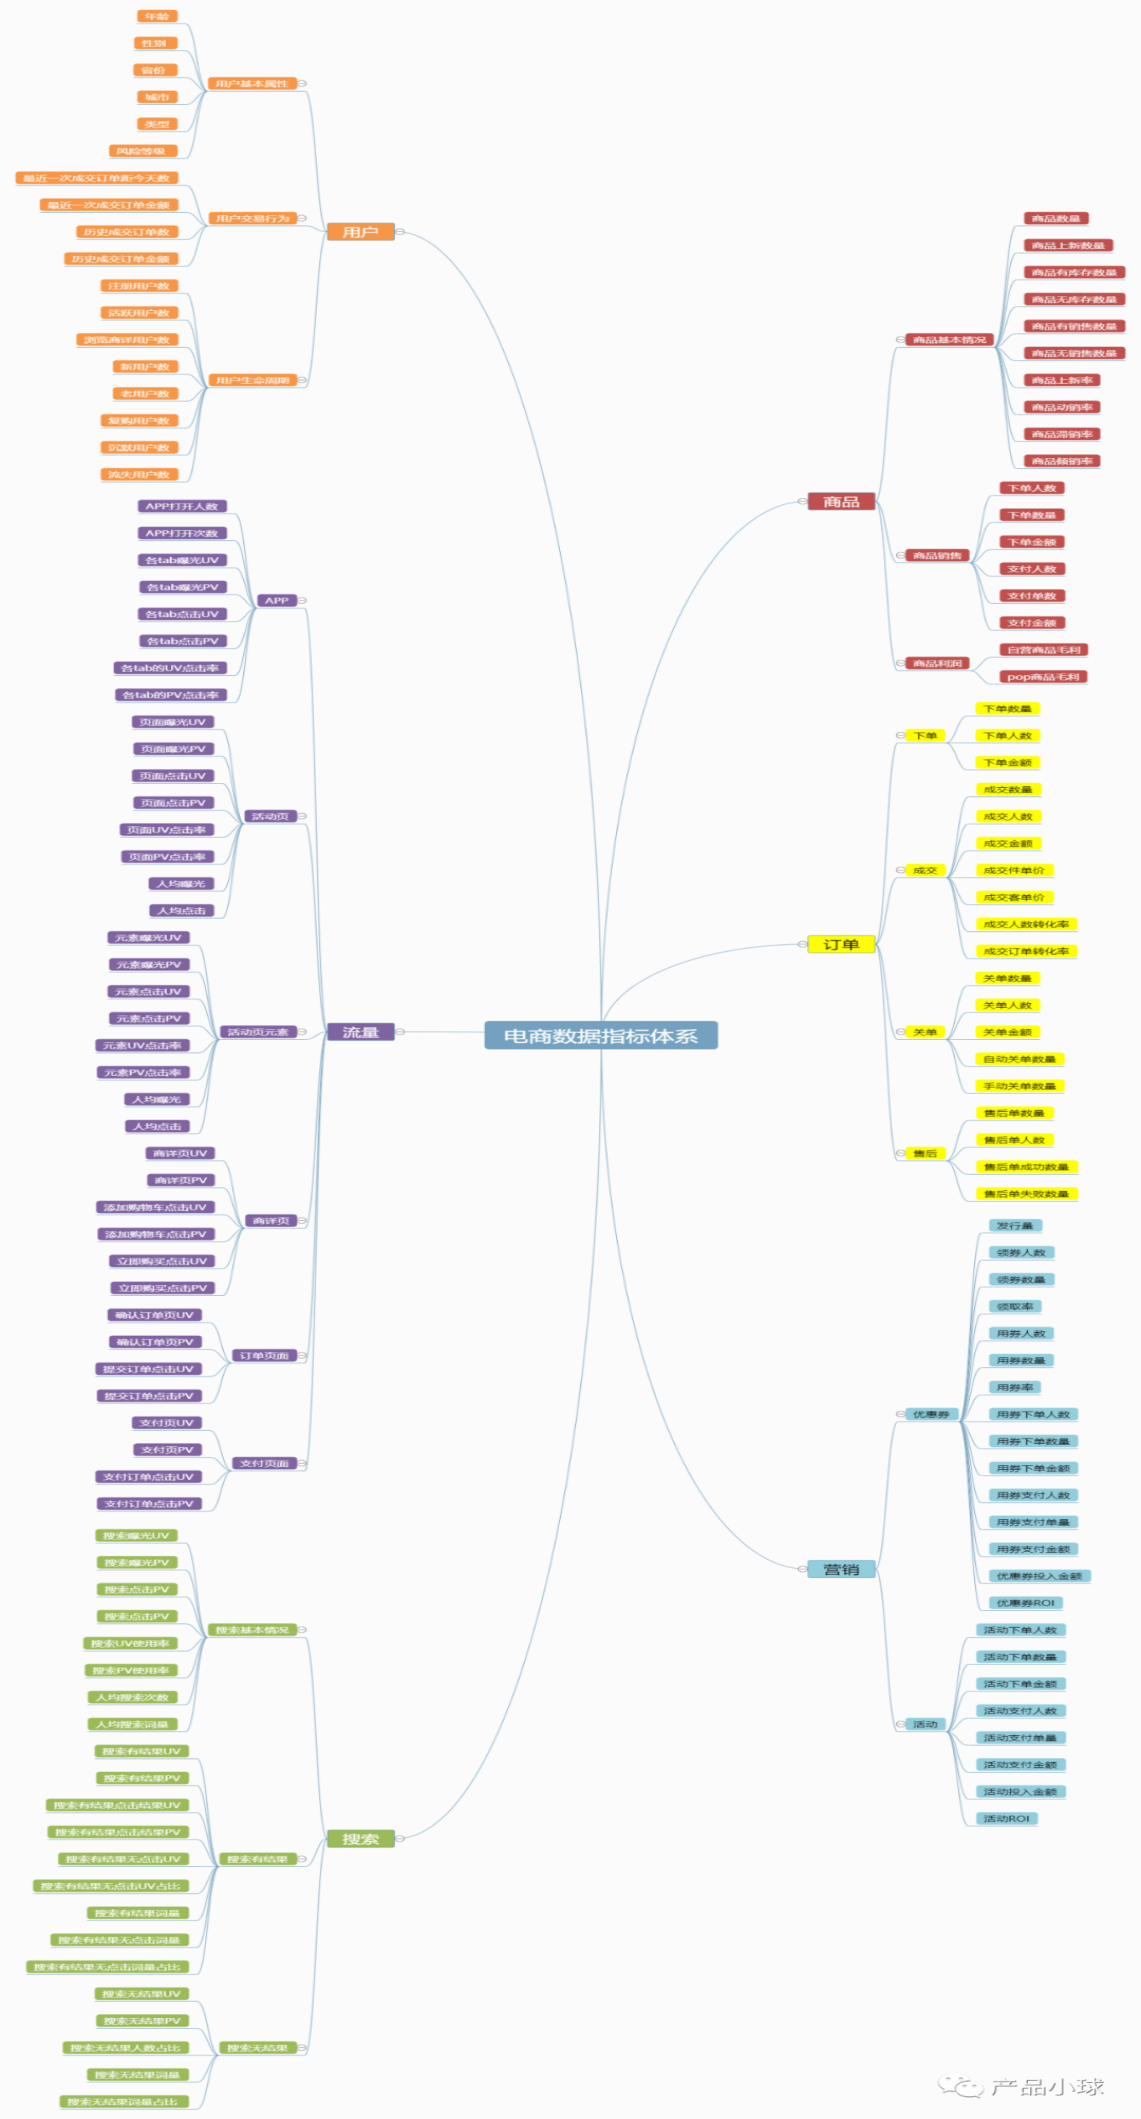 电商数据指标体系
用户
用户基本属性
年龄
性别
省份
城市
类型
风险等级
用户交易行为
最近一次成交订单距今天数
最近一次成交订单金额
历史成交订单数
历史成交订单金额
用户生命周期
注册用户数
活跃用户数
浏览商详用户数
新用户数
老用户数
复购用户数
沉默用户数
流失用户数
流量
APP
APP打开人数
APP打开次数
各tab曝光UV
各tab曝光PV
各tab点击UV
各tab点击PV
各tab的UV点击率
各tab的PV点击率
活动页
页面曝光UV
页面曝光PV
页面点击UV
页面点击PV
页面UV点击率
页面PV点击率
人均曝光
人均点击
活动页元素
元素曝光UV
元素曝光PV
元素点击UV
元素点击PV
元素UV点击率
元素PV点击率
人均曝光
人均点击
商详页
商详页UV
商详页PV
添加购物车点击UV
添加购物车点击PV
立即购买点击UV
立即购买点击PV
订单页面
确认订单页UV
确认订单页PV
提交订单点击UV
提交订单点击PV
支付页面
支付页UV
支付页PV
支付订单点击UV
支付订单点击PV
搜索
搜索基本情况
搜索曝光UV
搜索曝光PV
搜索点击PV
搜索点击PV
搜索UV使用率
搜索PV使用率
人均搜索次数
人均搜索词量
搜索有结果
搜索有结果UV
搜索有结果PV
搜索有结果点击结果UV
搜索有结果点击结果PV
搜索有结果无点击UV
搜索有结果无点击UV占比
搜索有结果词量
搜索有结果无点击词量
搜索有结果无点击词量占比
搜索无结果
搜索无结果UV
搜索无结果PV
搜索无结果人数占比
搜索无结果词量
搜索无结果词量占比
商品
商品基本情况
商品数量
商品上新数量
商品有库存数量
商品无库存数量
商品有销售数量
商品无销售数量
商品上新率
商品动销率
商品滞销率
商品倾销率
商品销售
下单人数
下单数量
下单金额
支付人数
支付单数
支付金额
商品利润
自营商品毛利
pop商品毛利
订单
下单
下单数量
下单人数
下单金额
成交
成交数量
成交人数
成交金额
成交件单价
成交客单价
成交人数转化率
成交订单转化率
关单
关单数量
关单人数
关单金额
自动关单数量
手动关单数量
售后
售后单数量
售后单人数
售后单成功数量
售后单失败数量
营销
优惠券
发行量
领券人数
领券数量
领取率
用券人数
用券数量
用券率
用券下单人数
用券下单数量
用券下单金额
用券支付人数
用券支付单量
用券支付金额
优惠券投入金额
优惠券ROI
活动
活动下单人数
活动下单数量
活动下单金额
活动支付人数
活动支付单量
活动支付金额
活动投入金额
活动ROI
产品小球